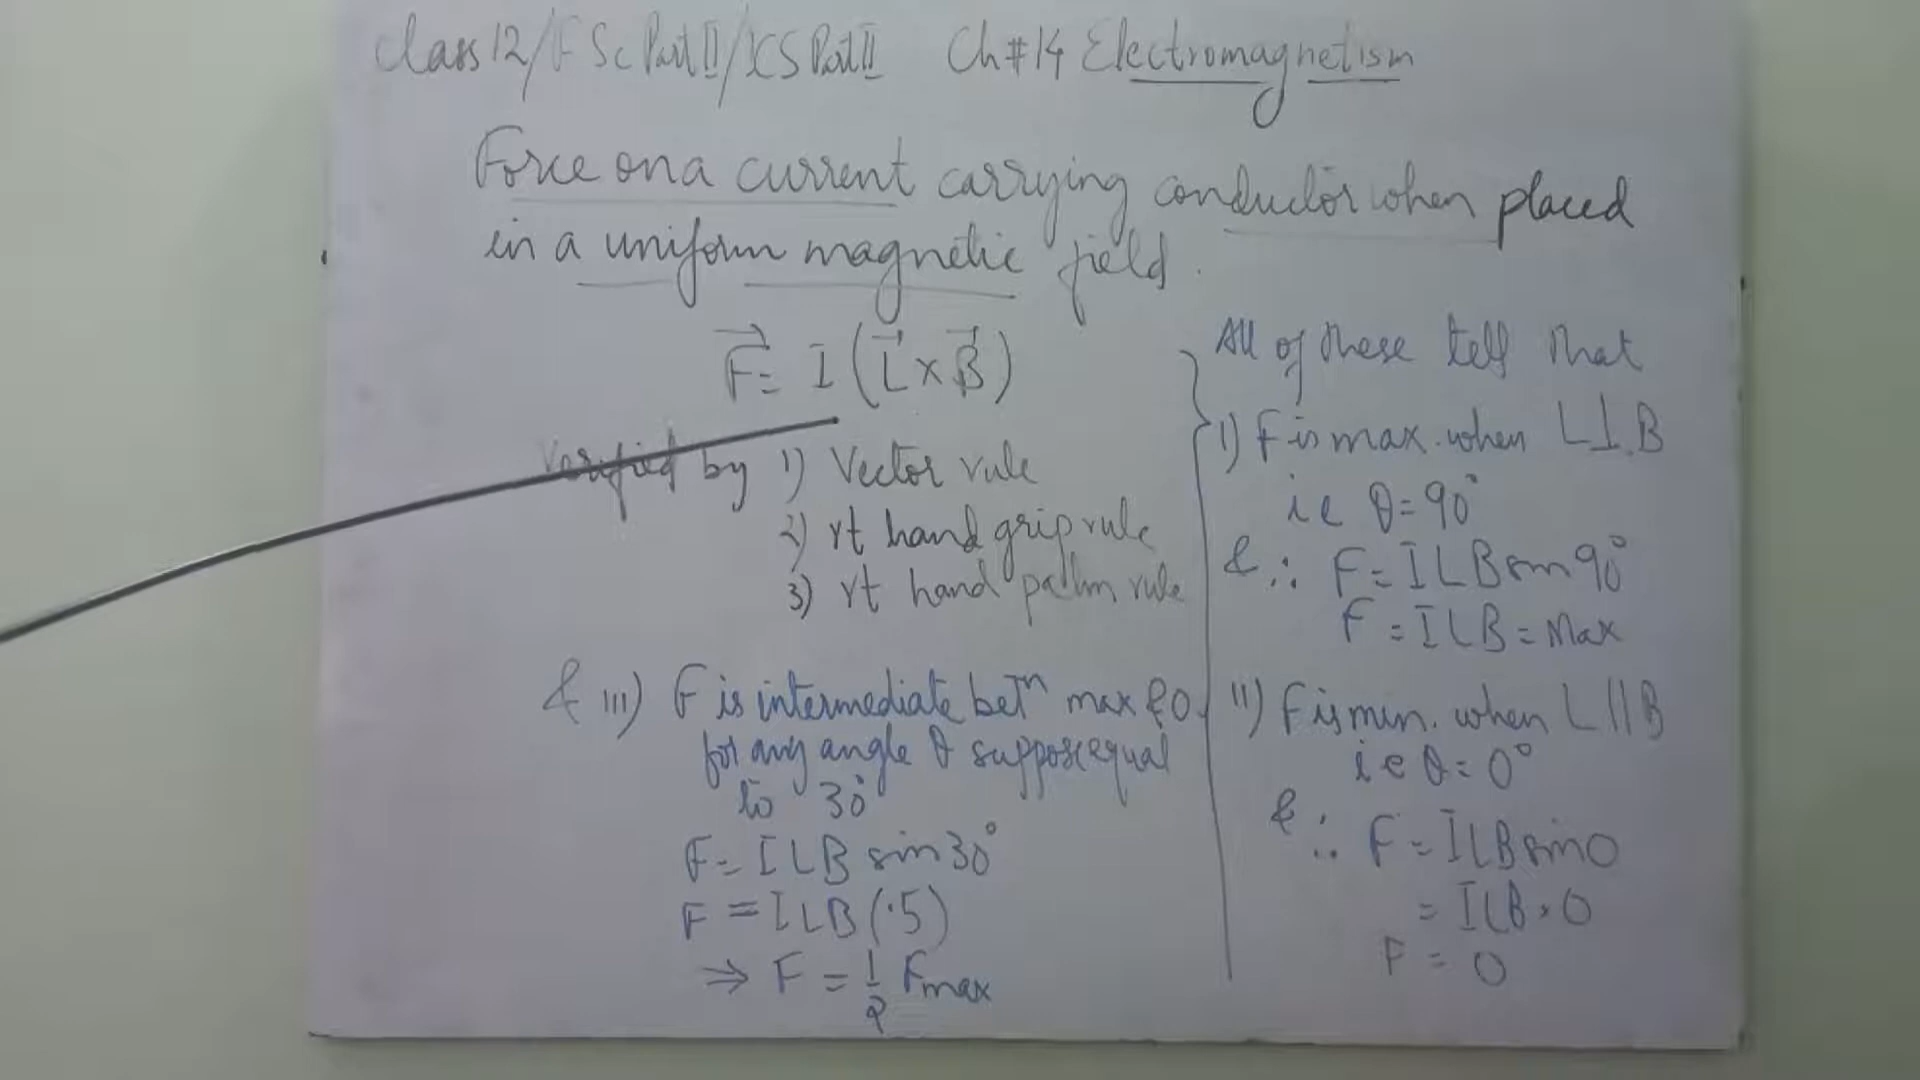 Class 12/F Sc Part II/ICS Part II Ch # 14 Electromagnetism
Force on a current carrying conductor when placed
in a uniform magnetic field.
F⃗ = I (L⃗ × B⃗)
Verified by 1) Vector rule
2) rt hand grip rule
3) rt hand palm rule
& III) F is intermediate betⁿ max & 0
for any angle θ suppose equal
to 30°
F = ILB sin 30°
F = ILB (.5)
⇒ F = 1/2 Fmax
All of these tell that
1) F is max. when L⊥B
i e θ = 90°
& ∴ F = ILB sin 90°
F = ILB = Max
11) F is min. when L || B
i e θ = 0°
& ∴ F = ILB sin 0
= ILB × 0
F = 0